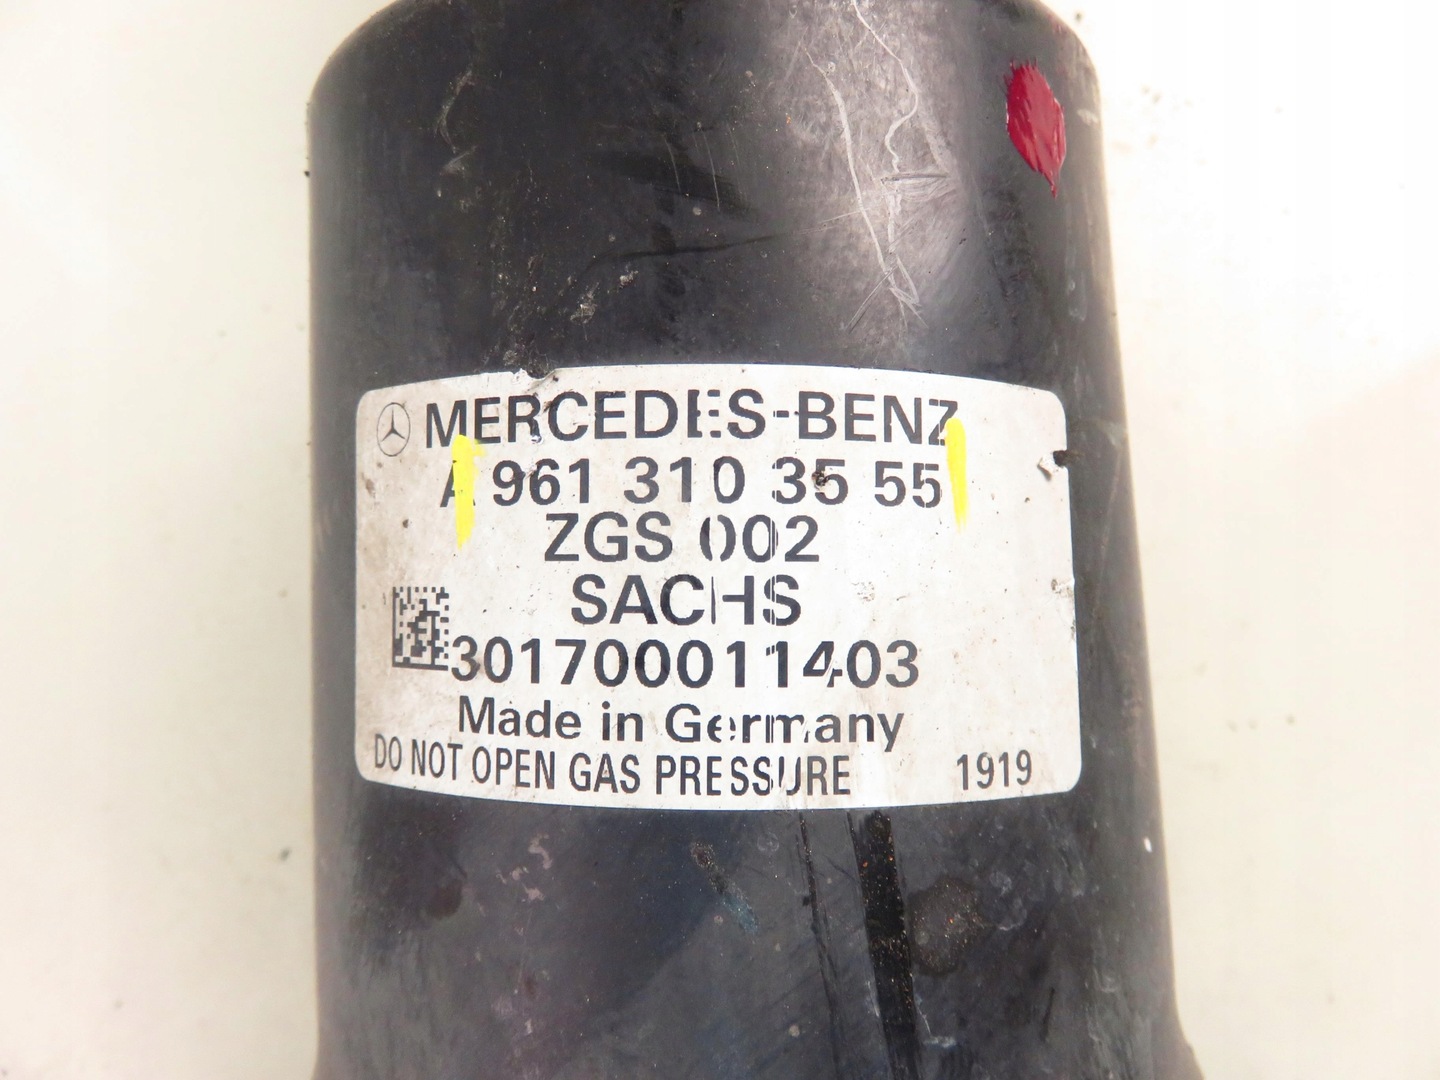 MERCEDES-BENZ
A 961 310 35 55
ZGS 002
SACHS
301700011403
Made in Germany
DO NOT OPEN GAS PRESSURE 1919